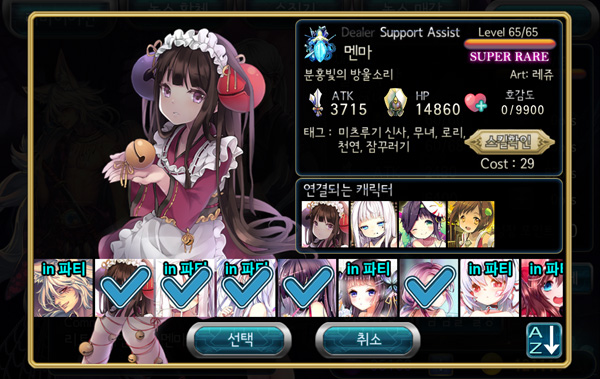 Dealer Support Assist
Level 65/65
멘마
SUPER RARE
분홍빛의 방울소리
Art: 레쥬
ATK
3715
HP
14860
호감도
0/9900
태그 : 미츠루기 신사, 무녀, 로리,
천연, 잠꾸러기
스킬확인
Cost : 29
연결되는 캐릭터
in 파티
in 파티
in 파티
in 파티
in 파티
in 파
선택
취소
A
Z